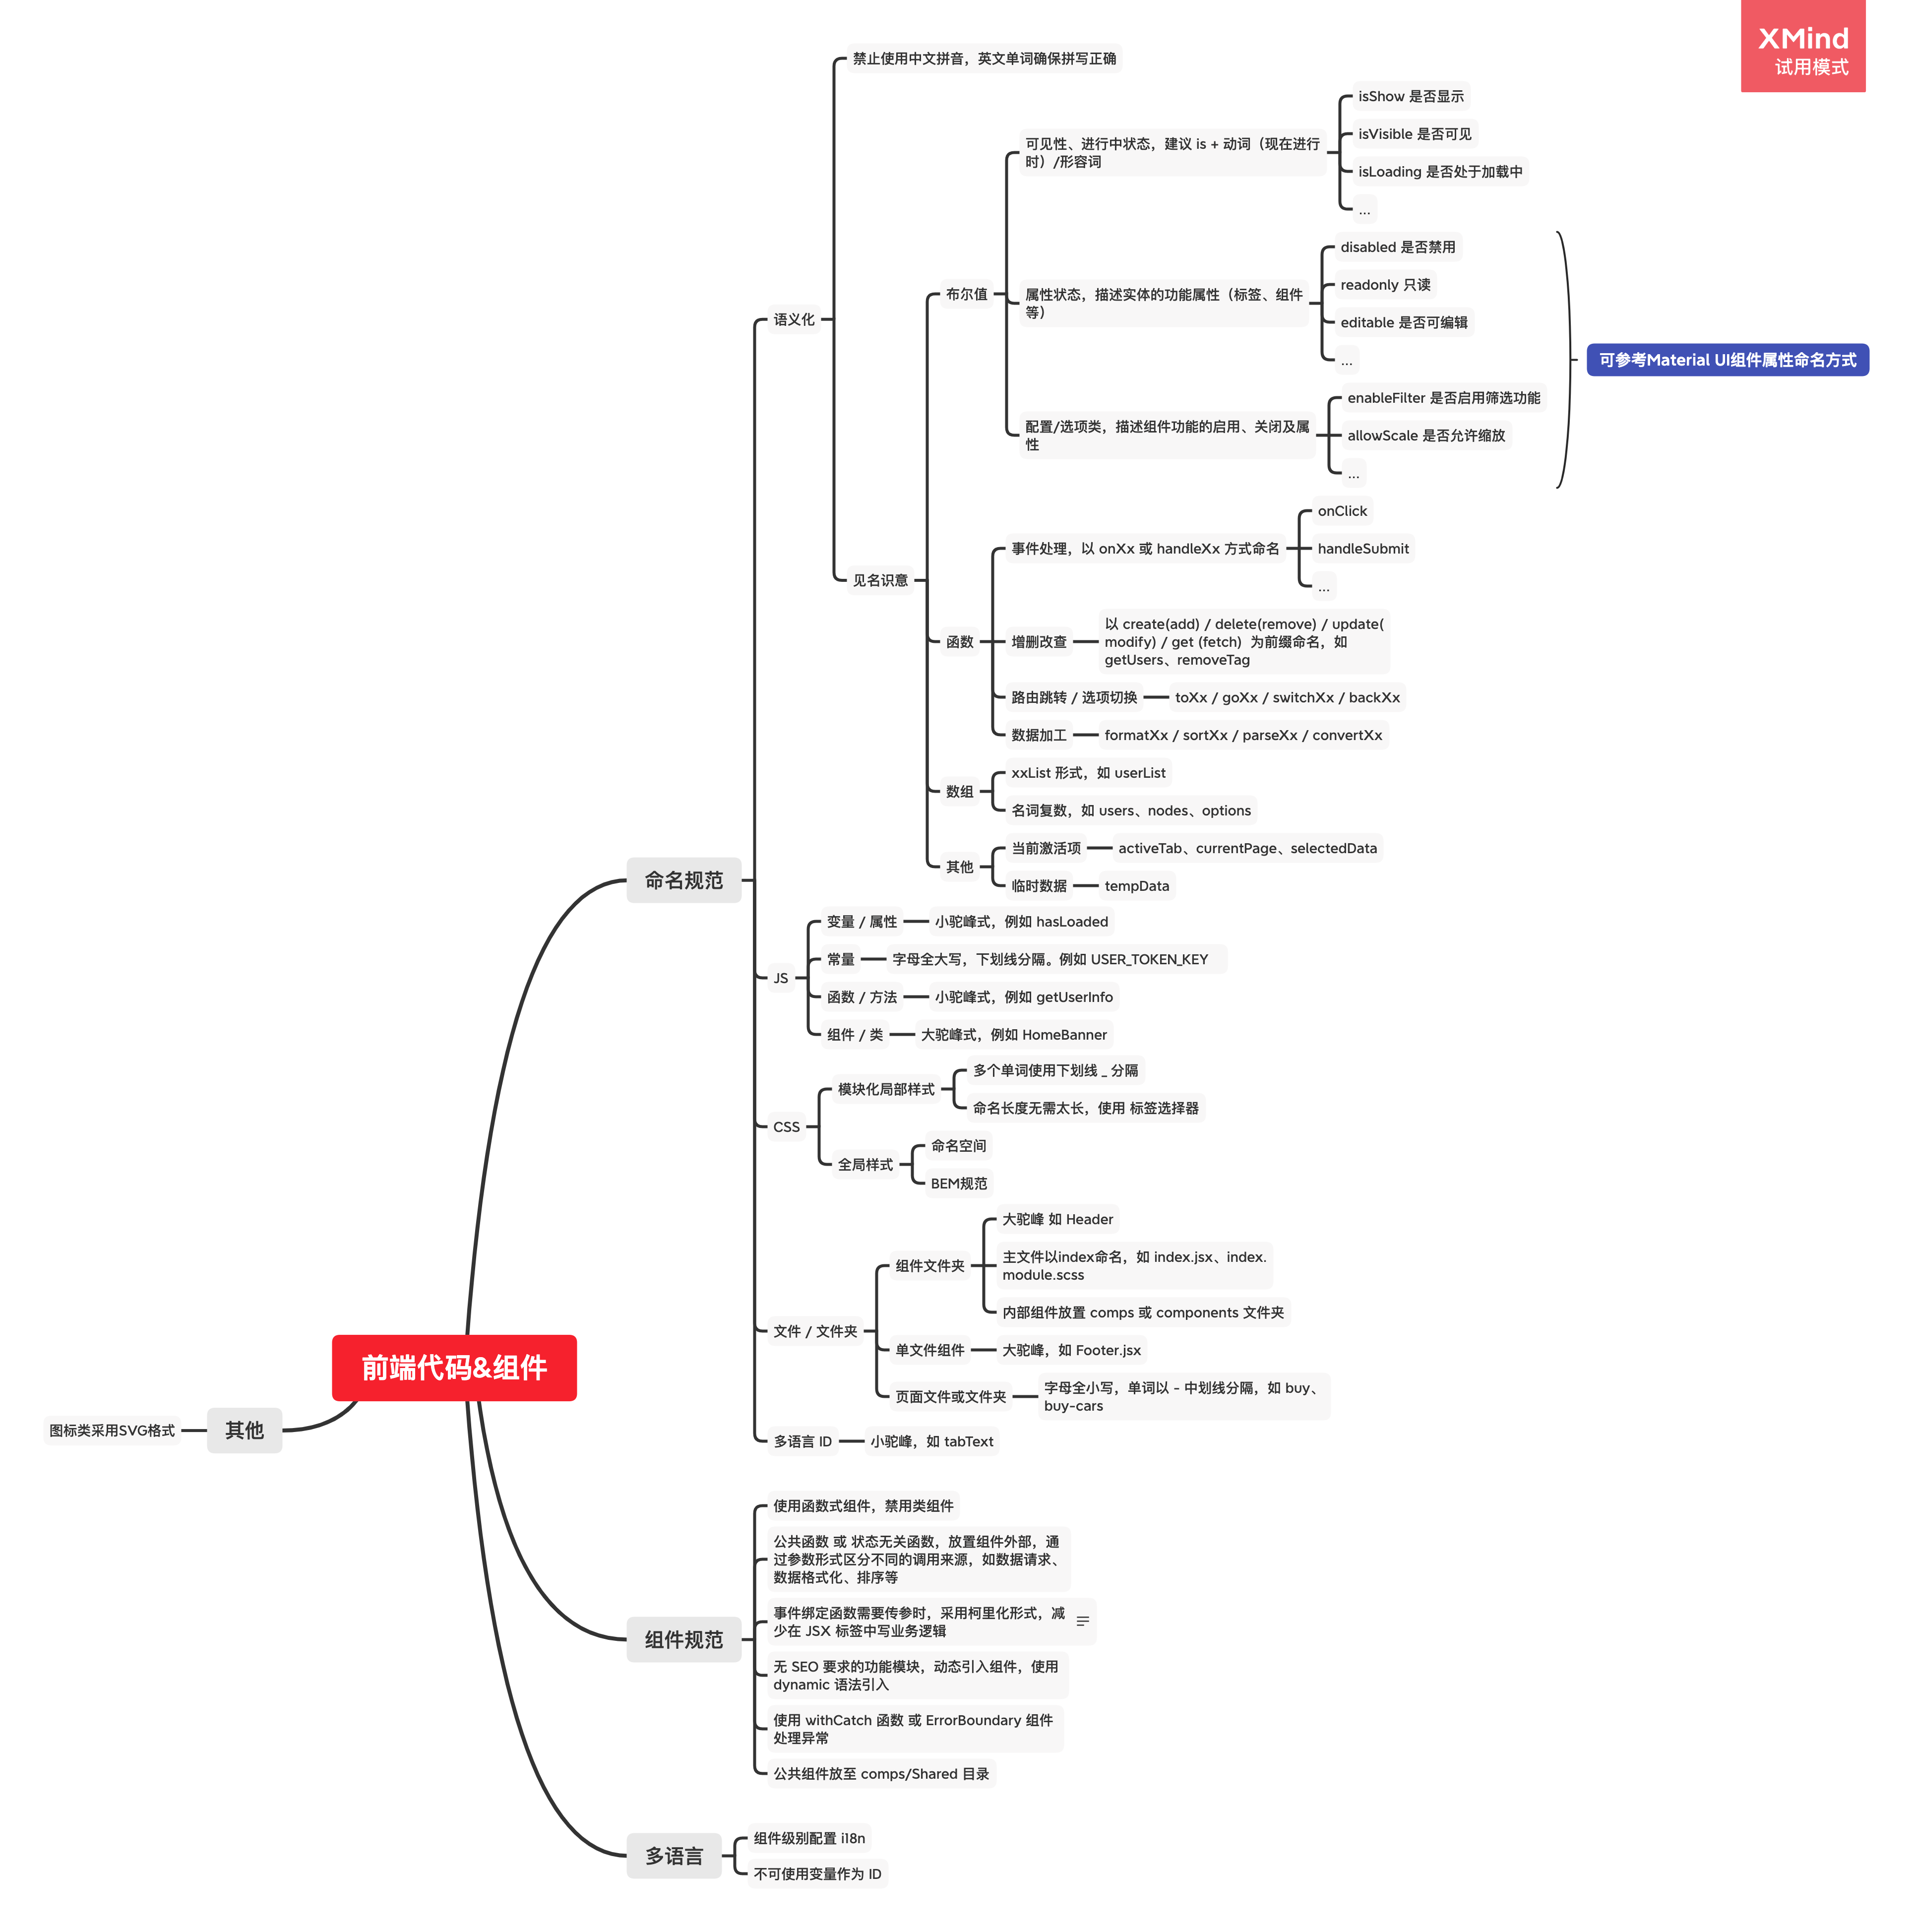 XMind
试用模式
禁止使用中文拼音，英文单词确保拼写正确
isShow 是否显示
isVisible 是否可见
可见性、进行中状态，建议 is + 动词（现在进行
时）/形容词
isLoading 是否处于加载中
...
disabled 是否禁用
readonly 只读
属性状态，描述实体的功能属性（标签、组件
等）
editable 是否可编辑
...
布尔值
语义化
可参考Material UI组件属性命名方式
enableFilter 是否启用筛选功能
配置/选项类，描述组件功能的启用、关闭及属
性
allowScale 是否允许缩放
...
onClick
事件处理，以 onXx 或 handleXx 方式命名
handleSubmit
...
见名识意
函数
增删改查
以 create(add) / delete(remove) / update(
modify) / get (fetch)  为前缀命名，如
getUsers、removeTag
路由跳转 / 选项切换
toXx / goXx / switchXx / backXx
数据加工
formatXx / sortXx / parseXx / convertXx
数组
xxList 形式，如 userList
名词复数，如 users、nodes、options
其他
当前激活项
activeTab、currentPage、selectedData
临时数据
tempData
命名规范
JS
变量 / 属性
小驼峰式，例如 hasLoaded
常量
字母全大写，下划线分隔。例如 USER_TOKEN_KEY
函数 / 方法
小驼峰式，例如 getUserInfo
组件 / 类
大驼峰式，例如 HomeBanner
CSS
模块化局部样式
多个单词使用下划线 _ 分隔
命名长度无需太长，使用 标签选择器
全局样式
命名空间
BEM规范
文件 / 文件夹
组件文件夹
大驼峰 如 Header
主文件以index命名，如 index.jsx、index.
module.scss
内部组件放置 comps 或 components 文件夹
单文件组件
大驼峰，如 Footer.jsx
页面文件或文件夹
字母全小写，单词以 - 中划线分隔，如 buy、
buy-cars
多语言 ID
小驼峰，如 tabText
前端代码&组件
其他
图标类采用SVG格式
组件规范
使用函数式组件，禁用类组件
公共函数 或 状态无关函数，放置组件外部，通
过参数形式区分不同的调用来源，如数据请求、
数据格式化、排序等
事件绑定函数需要传参时，采用柯里化形式，减
少在 JSX 标签中写业务逻辑
无 SEO 要求的功能模块，动态引入组件，使用
dynamic 语法引入
使用 withCatch 函数 或 ErrorBoundary 组件
处理异常
公共组件放至 comps/Shared 目录
多语言
组件级别配置 i18n
不可使用变量作为 ID